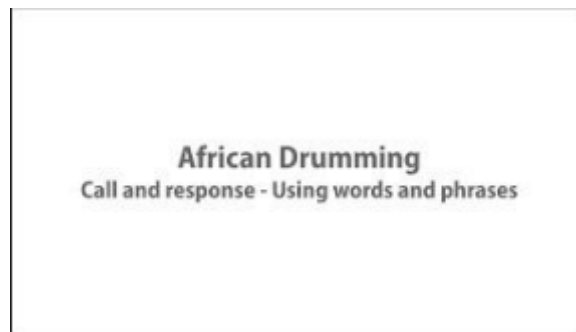 African Drumming
Call and response - Using words and phrases